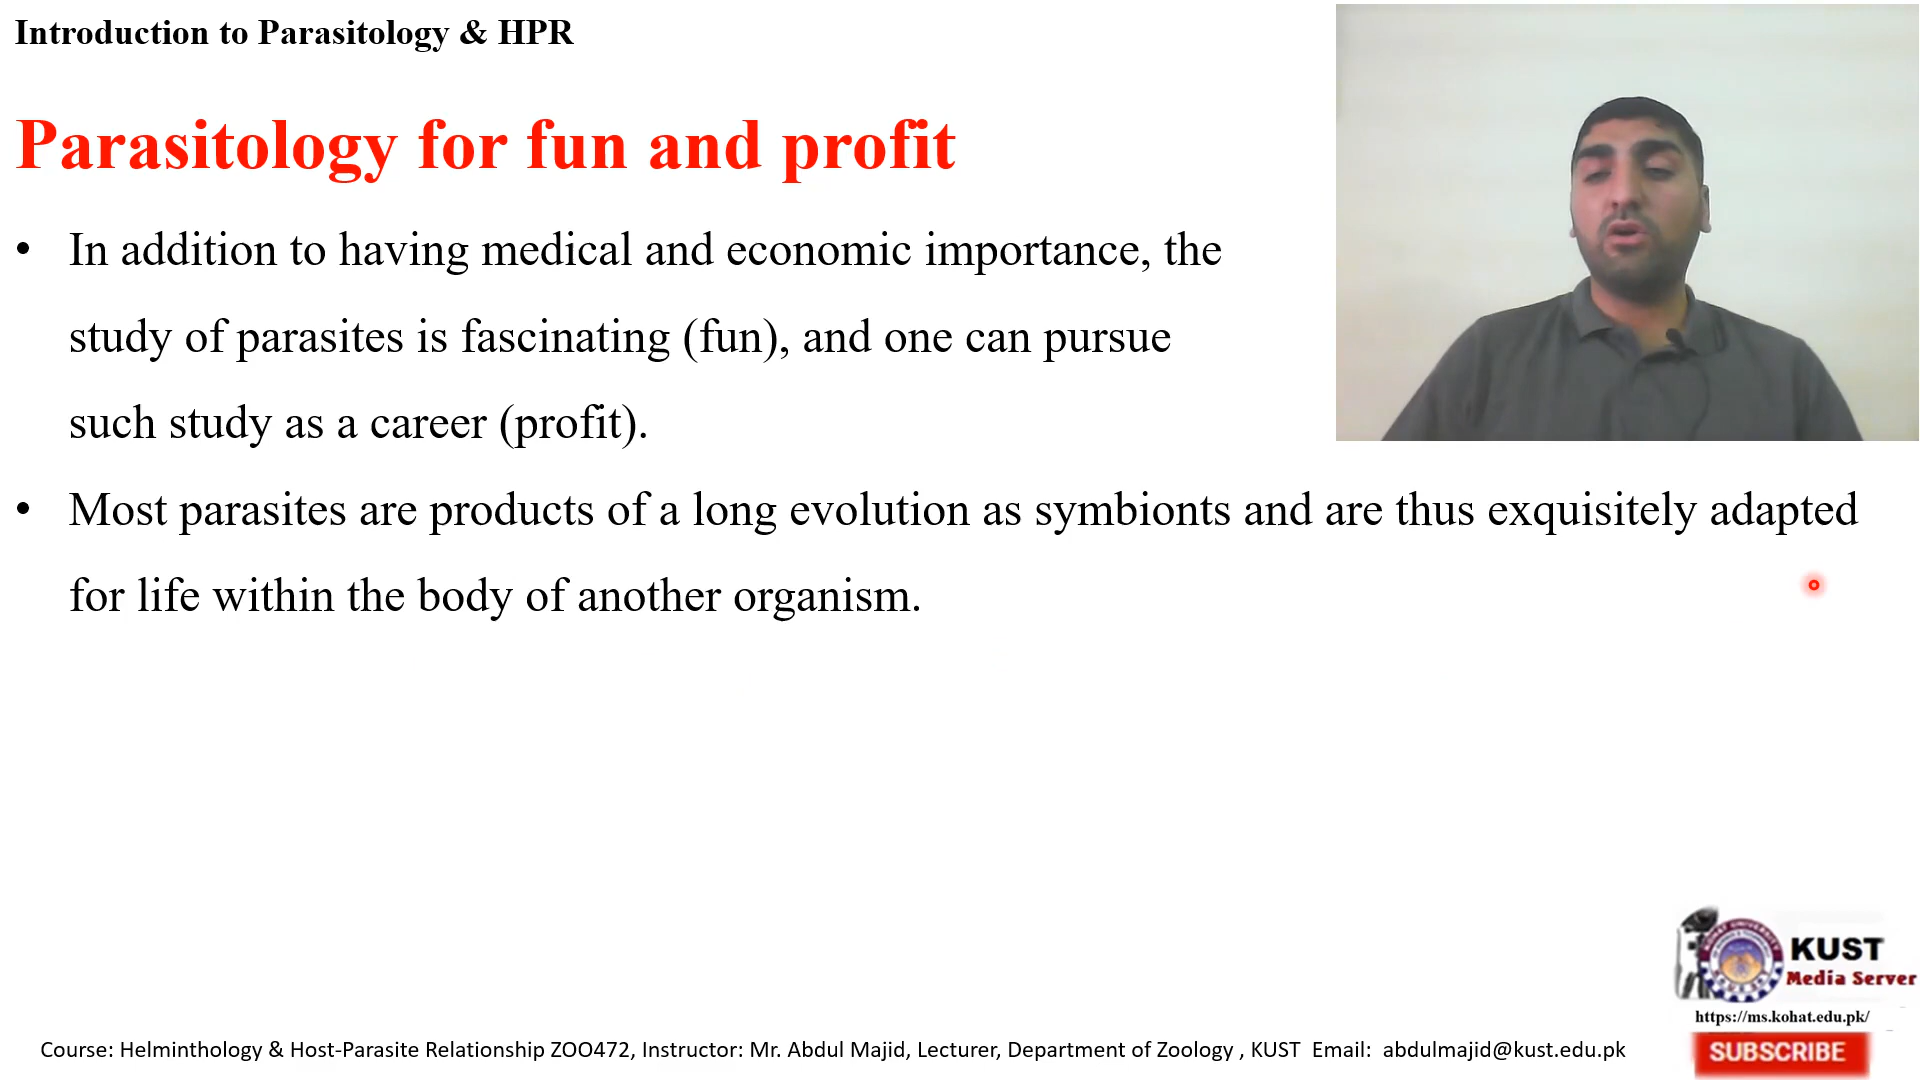 Introduction to Parasitology & HPR
Parasitology for fun and profit
• In addition to having medical and economic importance, the
study of parasites is fascinating (fun), and one can pursue
such study as a career (profit).
• Most parasites are products of a long evolution as symbionts and are thus exquisitely adapted
for life within the body of another organism.
KUST
Media Server
https://ms.kohat.edu.pk/
SUBSCRIBE
Course: Helminthology & Host-Parasite Relationship ZOO472, Instructor: Mr. Abdul Majid, Lecturer, Department of Zoology , KUST  Email:  abdulmajid@kust.edu.pk